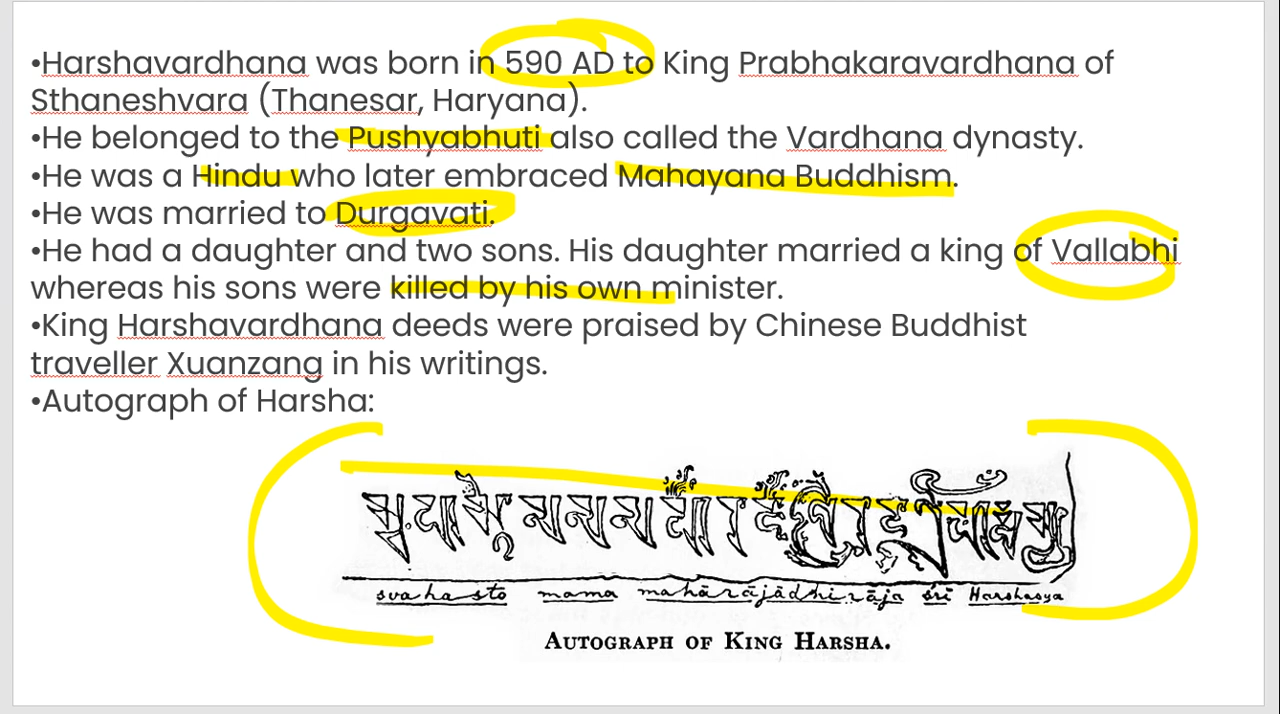 •Harshavardhana was born in 590 AD to King Prabhakaravardhana of
Sthaneshvara (Thanesar, Haryana).
•He belonged to the Pushyabhuti also called the Vardhana dynasty.
•He was a Hindu who later embraced Mahayana Buddhism.
•He was married to Durgavati.
•He had a daughter and two sons. His daughter married a king of Vallabhi
whereas his sons were killed by his own minister.
•King Harshavardhana deeds were praised by Chinese Buddhist
traveller Xuanzang in his writings.
•Autograph of Harsha:
svahasto mama mahārājādhirāja śrī Harshasya
AUTOGRAPH OF KING HARSHA.